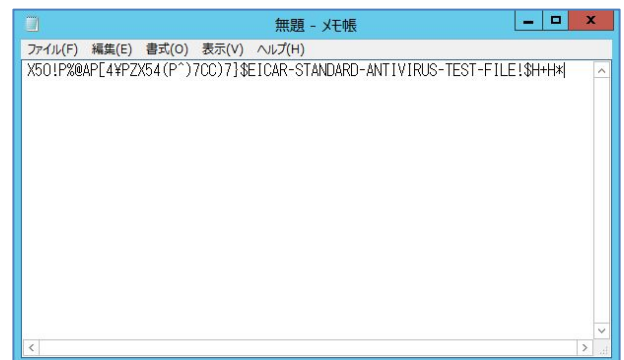 無題 - メモ帳
ファイル(F) 編集(E) 書式(O) 表示(V) ヘルプ(H)
X5O!P%@AP[4¥PZX54(P^)7CC)7}$EICAR-STANDARD-ANTIVIRUS-TEST-FILE!$H+H*